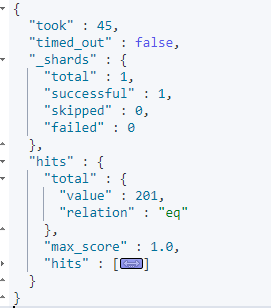 {
"took" : 45,
"timed_out" : false,
"_shards" : {
"total" : 1,
"successful" : 1,
"skipped" : 0,
"failed" : 0
},
"hits" : {
"total" : {
"value" : 201,
"relation" : "eq"
},
"max_score" : 1.0,
"hits" : [
]
}
}